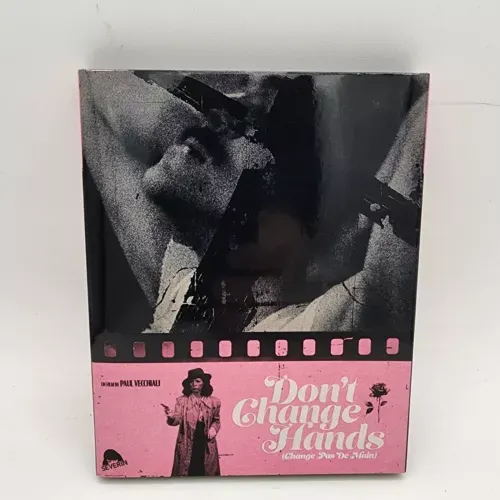 UN FILM DE PAUL VECCHIALI
Don't
Change
Hands
(Change Pas De Main)
SEVERIN